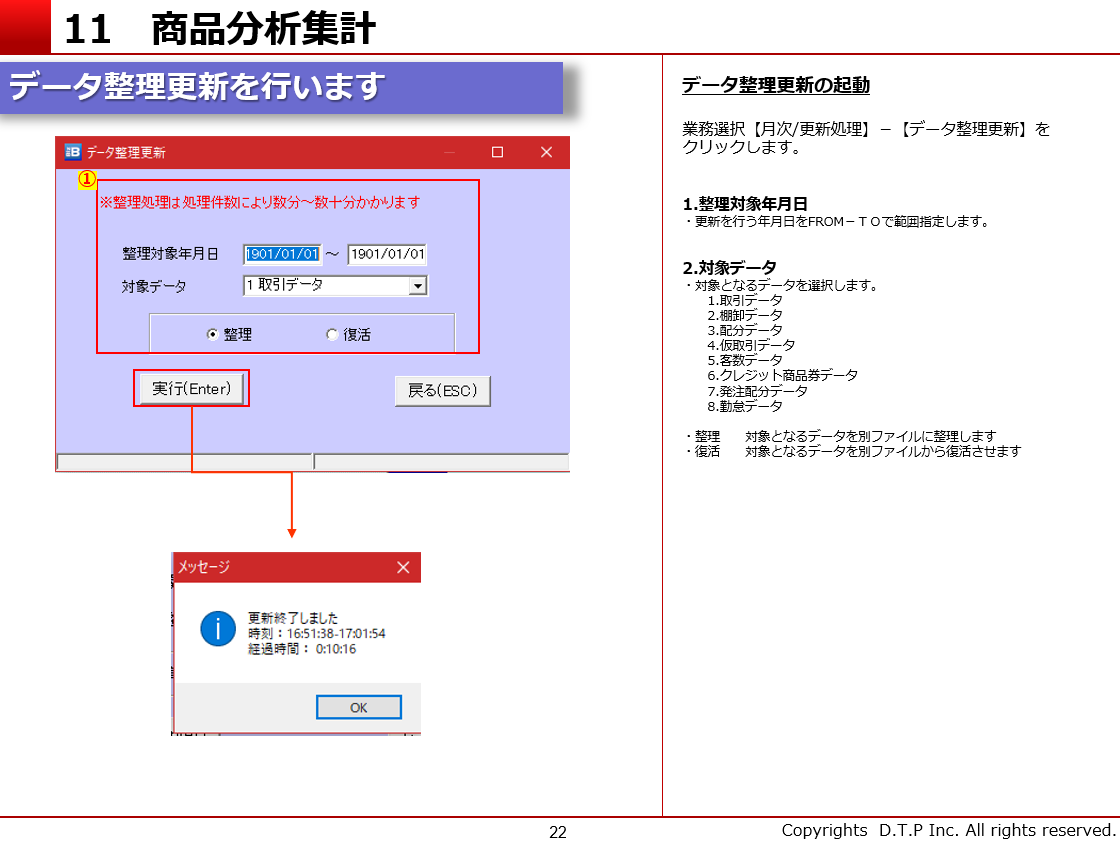 11　商品分析集計
データ整理更新を行います
データ整理更新
①
※整理処理は処理件数により数分～数十分かかります
整理対象年月日 1901/01/01 ～ 1901/01/01
対象データ 1 取引データ
整理 復活
実行(Enter) 戻る(ESC)
メッセージ
更新終了しました
時刻：16:51:38-17:01:54
経過時間： 0:10:16
OK
データ整理更新の起動
業務選択【月次/更新処理】－【データ整理更新】を
クリックします。
1.整理対象年月日
・更新を行う年月日をFROM－ＴＯで範囲指定します。
2.対象データ
・対象となるデータを選択します。
1.取引データ
2.棚卸データ
3.配分データ
4.仮取引データ
5.客数データ
6.クレジット商品券データ
7.発注配分データ
8.勤怠データ
・整理　　対象となるデータを別ファイルに整理します
・復活　　対象となるデータを別ファイルから復活させます
22
Copyrights D.T.P Inc. All rights reserved.